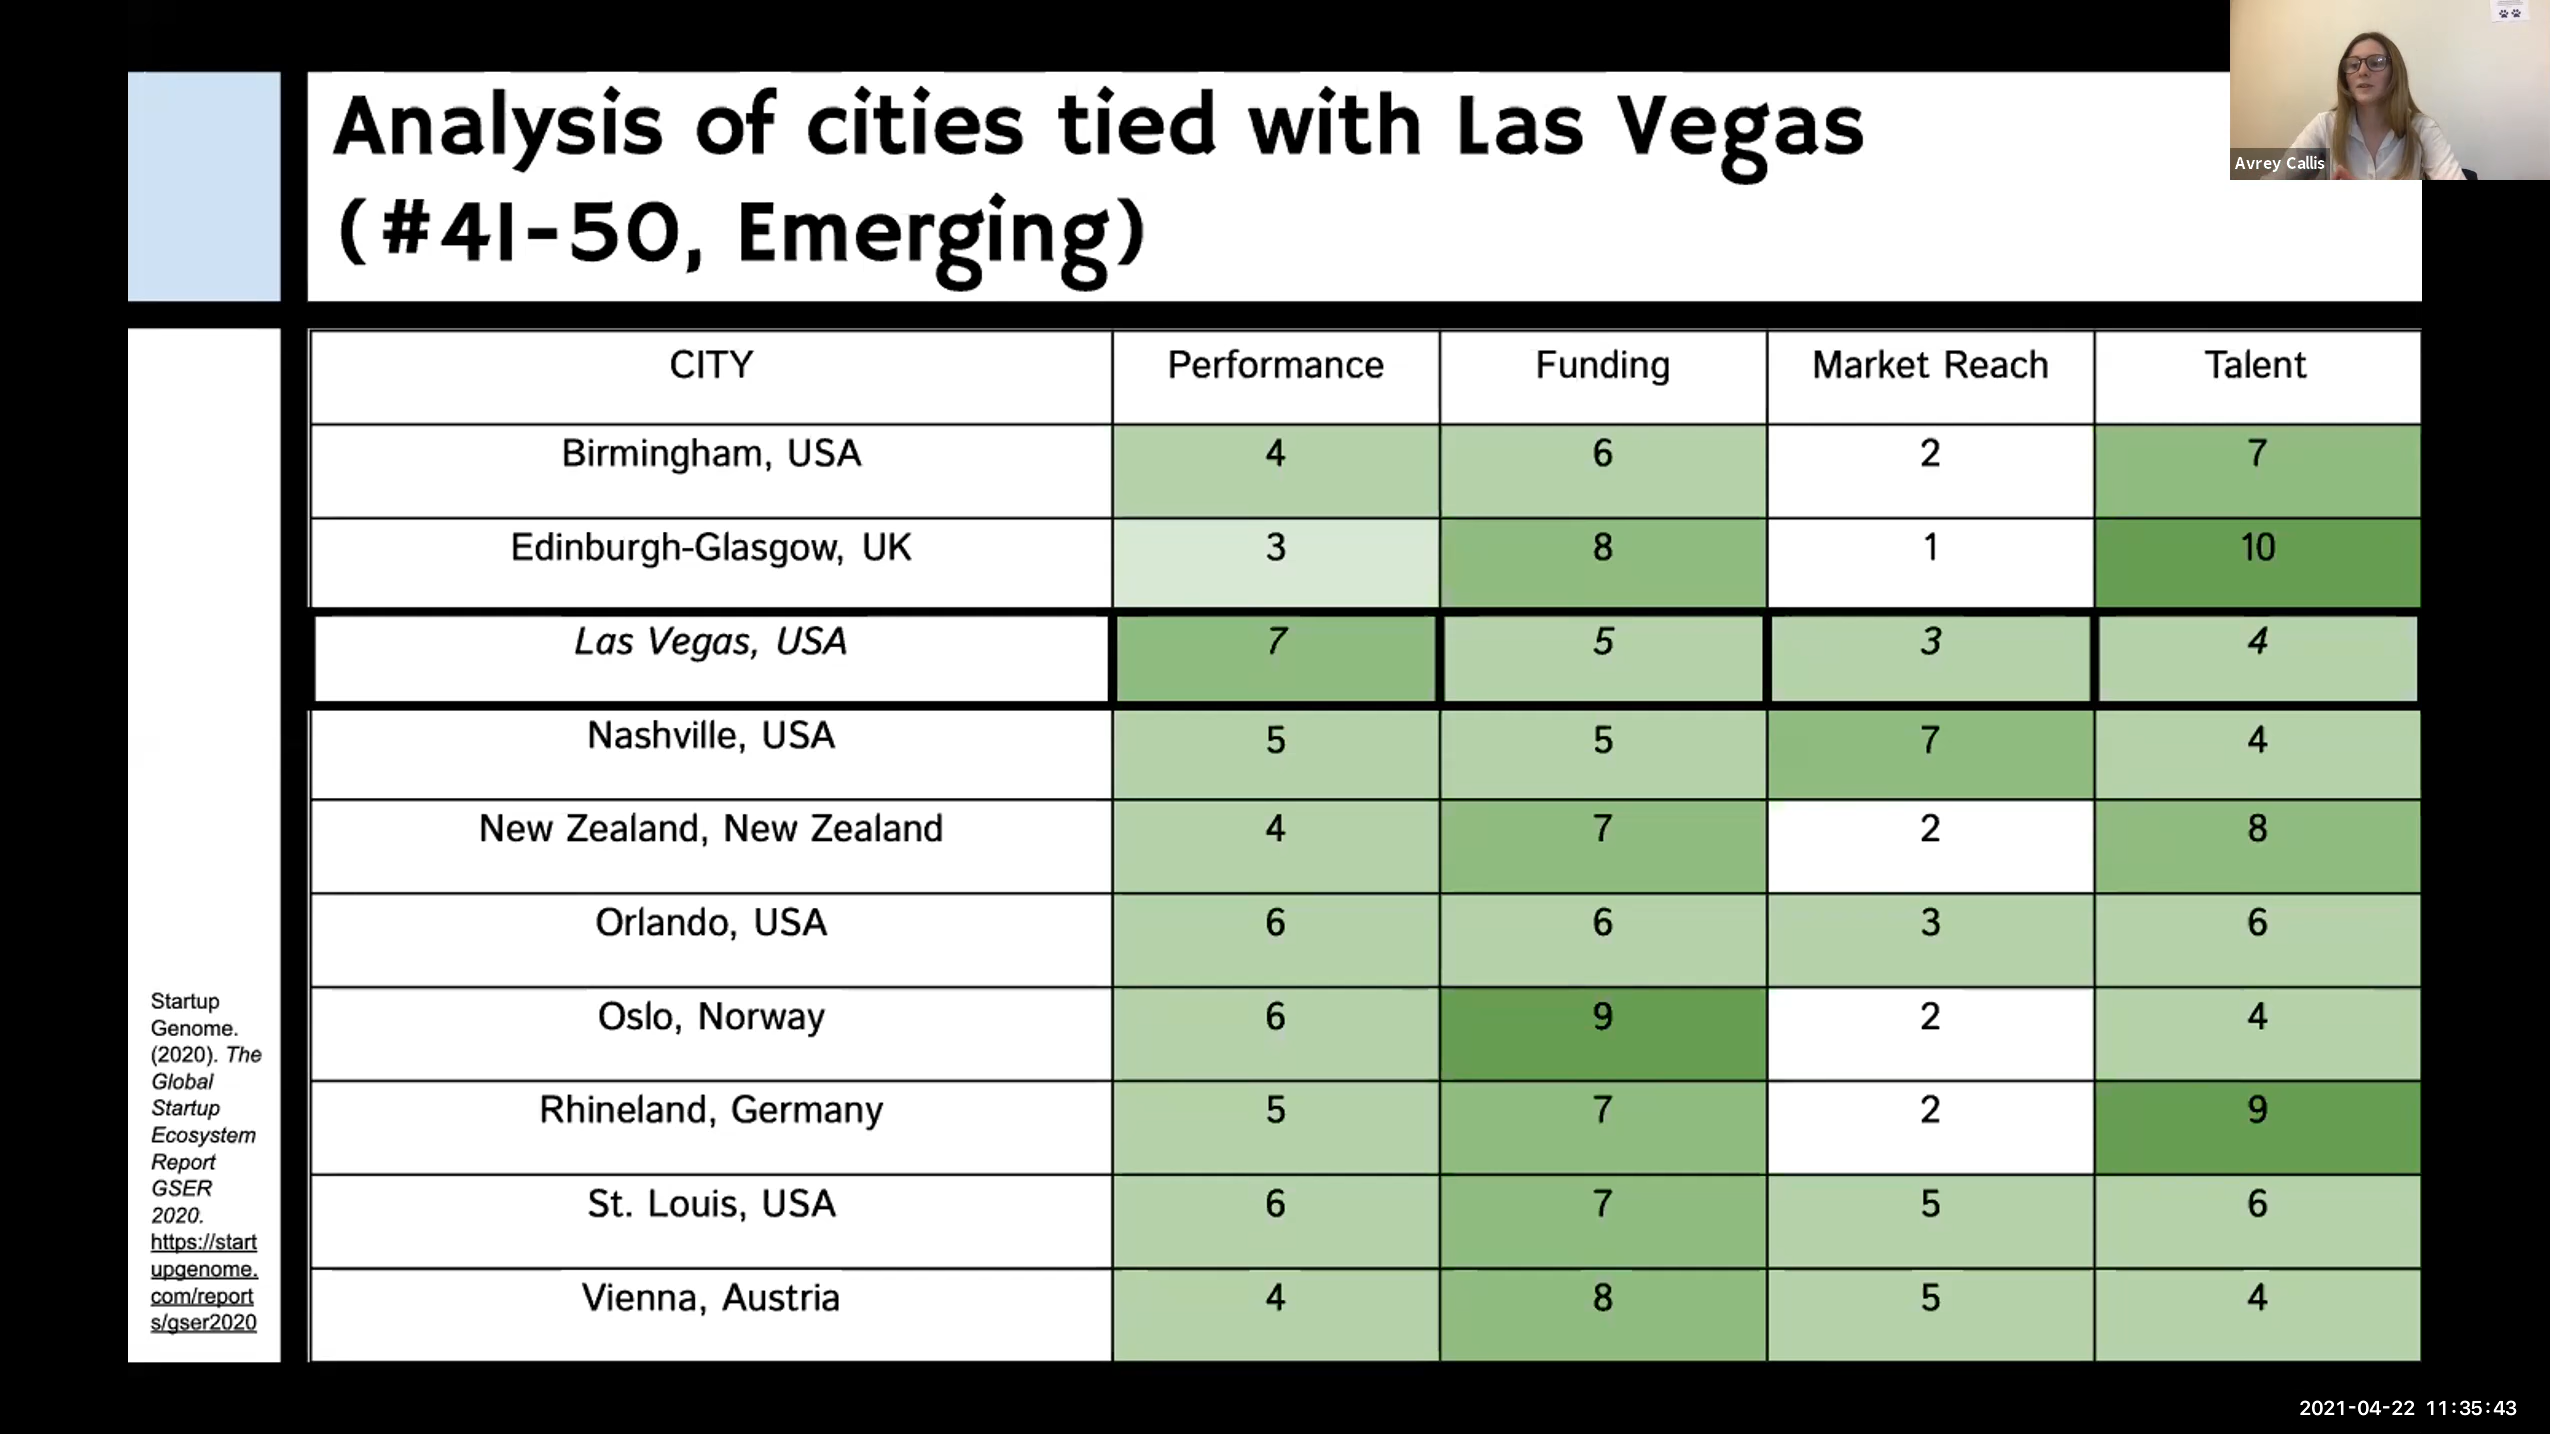 Analysis of cities tied with Las Vegas
(#41-50, Emerging)
Avrey Callis
CITY Performance Funding Market Reach Talent
Birmingham, USA 4 6 2 7
Edinburgh-Glasgow, UK 3 8 1 10
Las Vegas, USA 7 5 3 4
Nashville, USA 5 5 7 4
New Zealand, New Zealand 4 7 2 8
Orlando, USA 6 6 3 6
Oslo, Norway 6 9 2 4
Rhineland, Germany 5 7 2 9
St. Louis, USA 6 7 5 6
Vienna, Austria 4 8 5 4
Startup
Genome.
(2020). The
Global
Startup
Ecosystem
Report
GSER
2020.
https://start
upgenome.
com/report
s/gser2020
2021-04-22 11:35:43